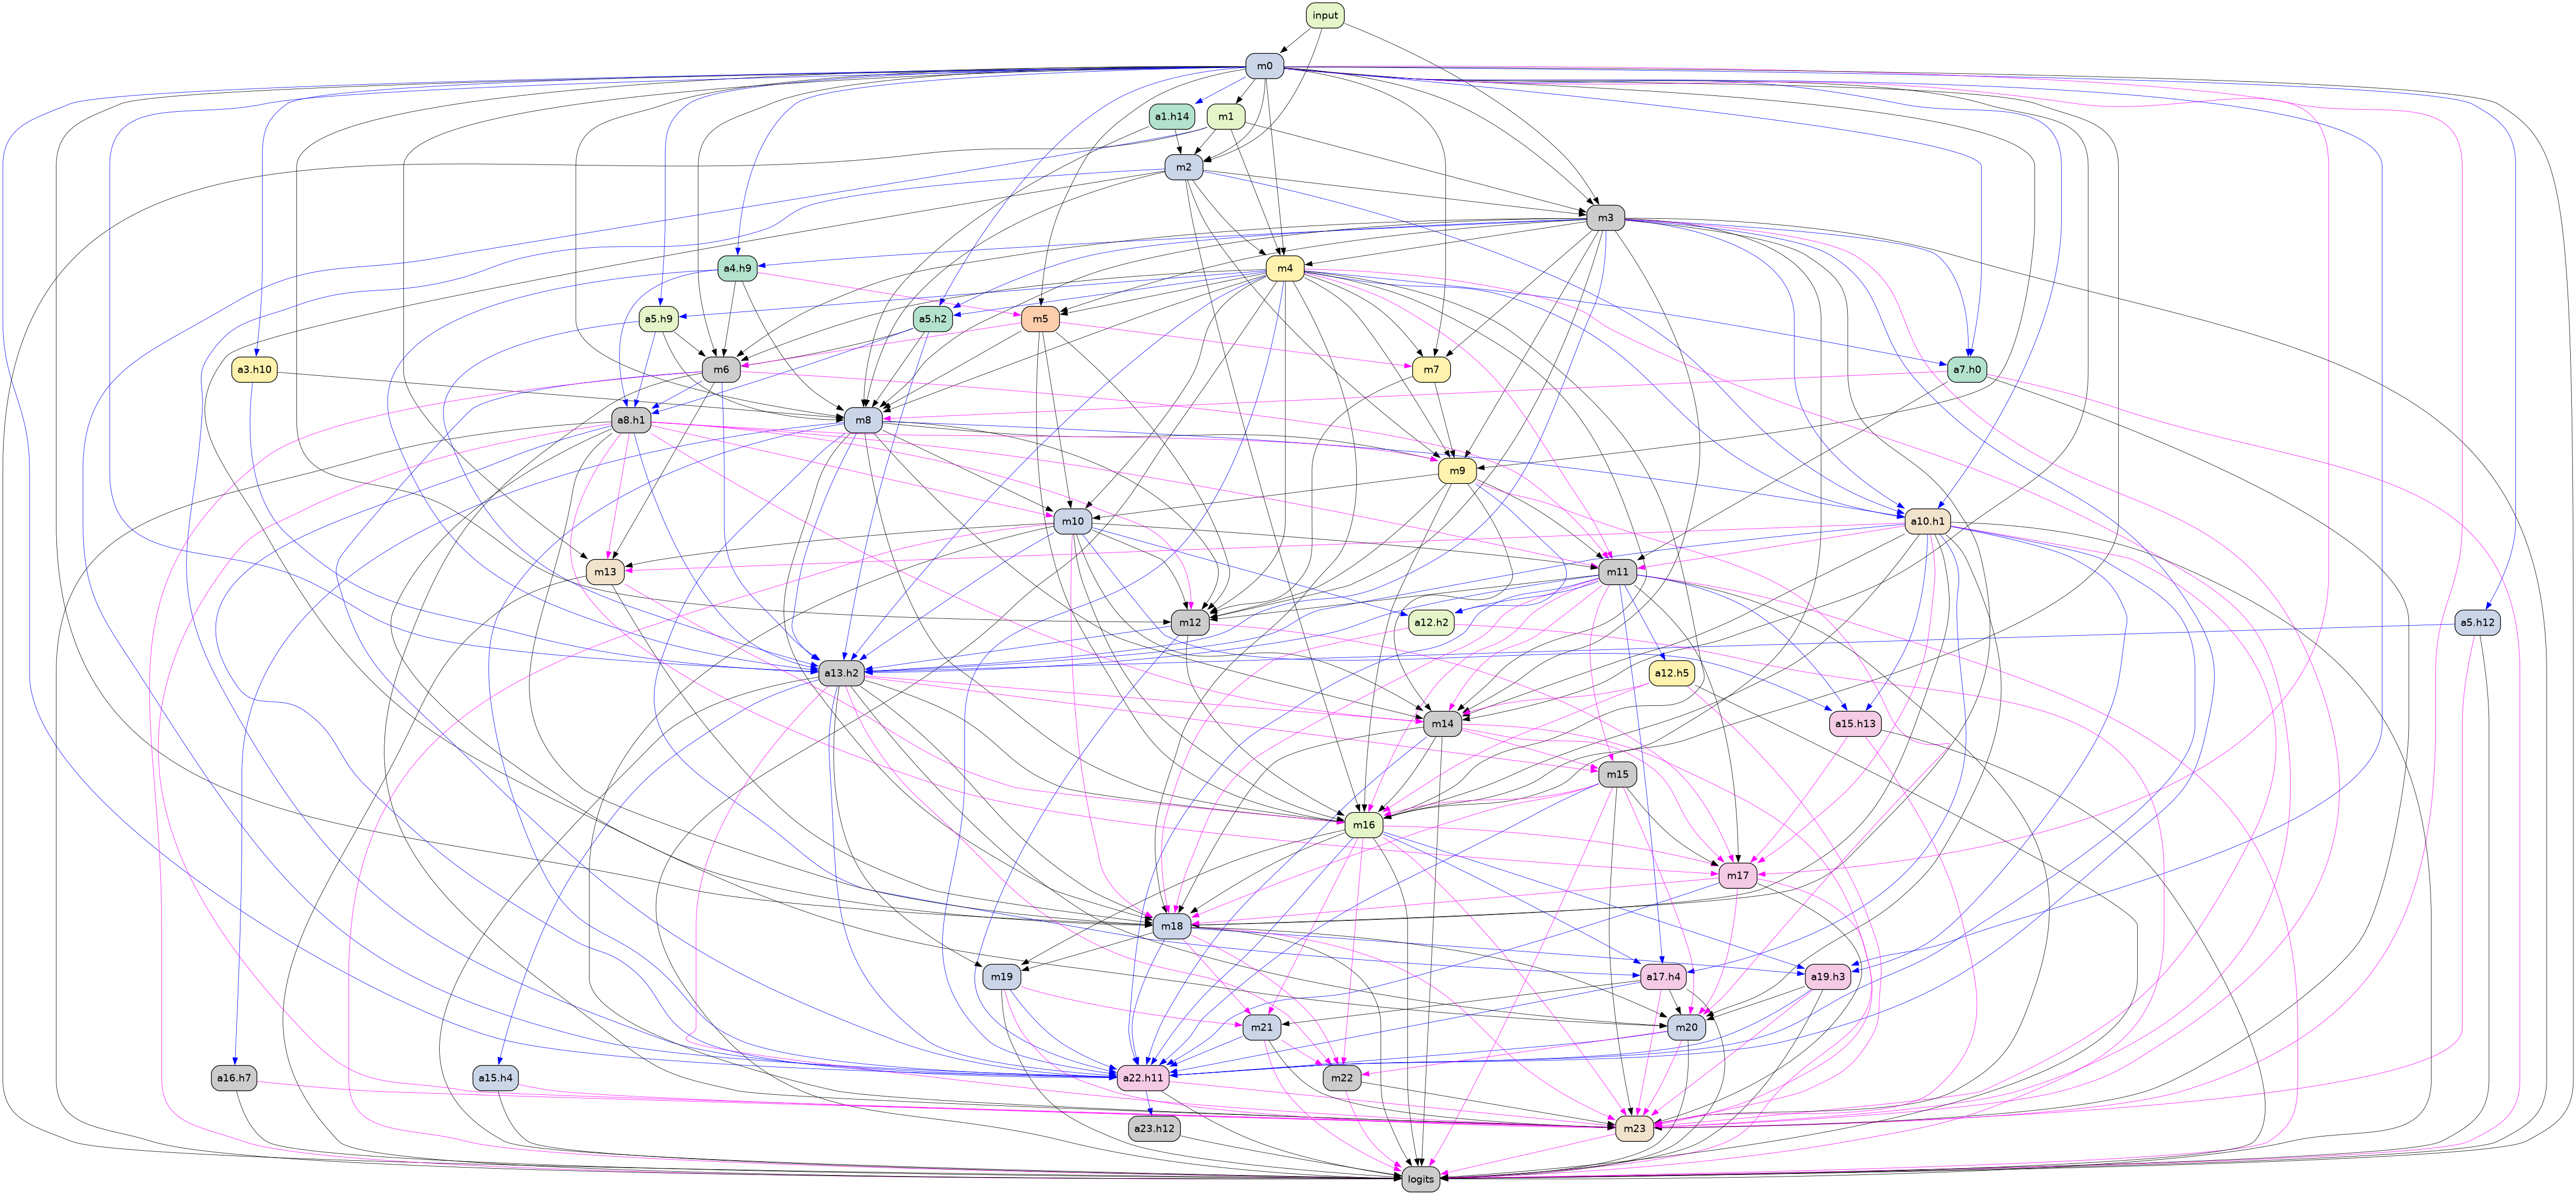 input
m0
a1.h14 m1
m2
m3
a4.h9 m4
a5.h9 a5.h2 m5
a3.h10 m6 m7 a7.h0
a8.h1 m8
m9
m10 a10.h1
m13 m11
m12 a12.h2 a5.h12
a13.h2 a12.h5
m14 a15.h13
m15
m16
m17
m18
m19 a17.h4 a19.h3
m21 m20
a16.h7 a15.h4 a22.h11 m22
a23.h12 m23
logits